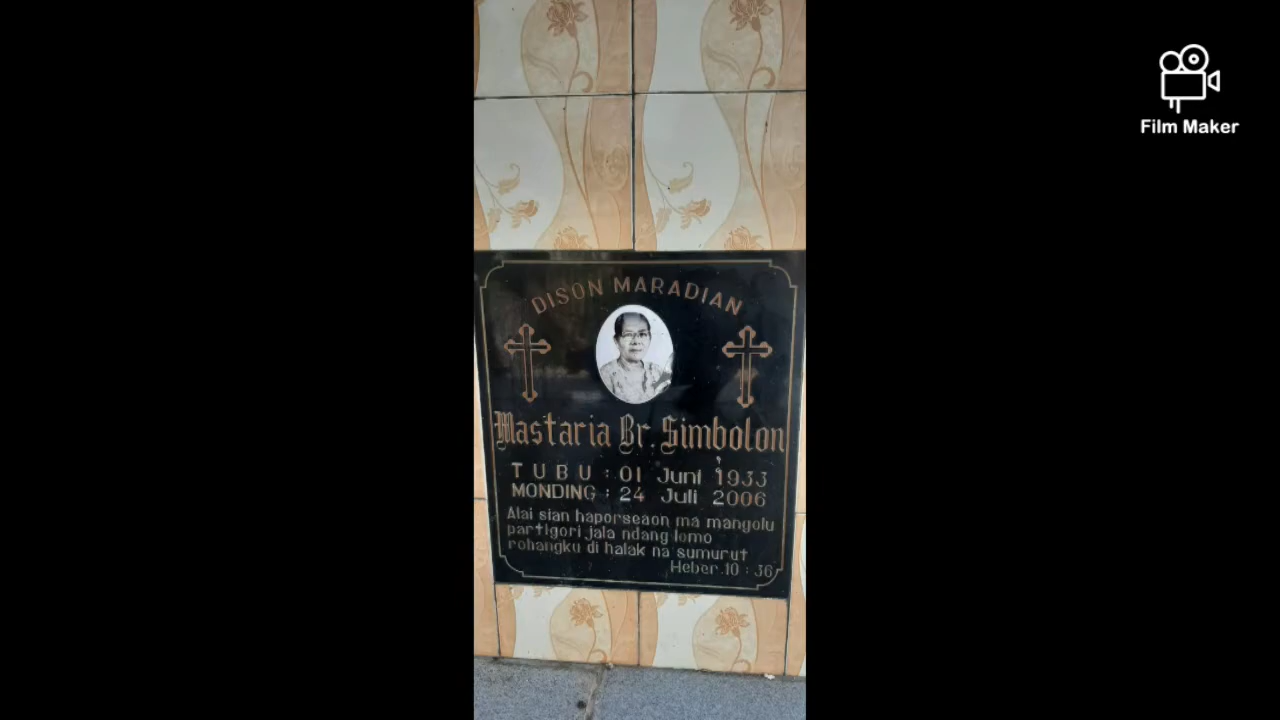 Film Maker
DISON MARADIAN
Mastaria Br. Simbolon
TUBU : 01 Juni 1933
MONDING : 24 Juli 2006
Alai sian haporseaon ma mangolu
partigori jala ndang lomo
rohangku di halak na sumurut
Heber.10 : 36